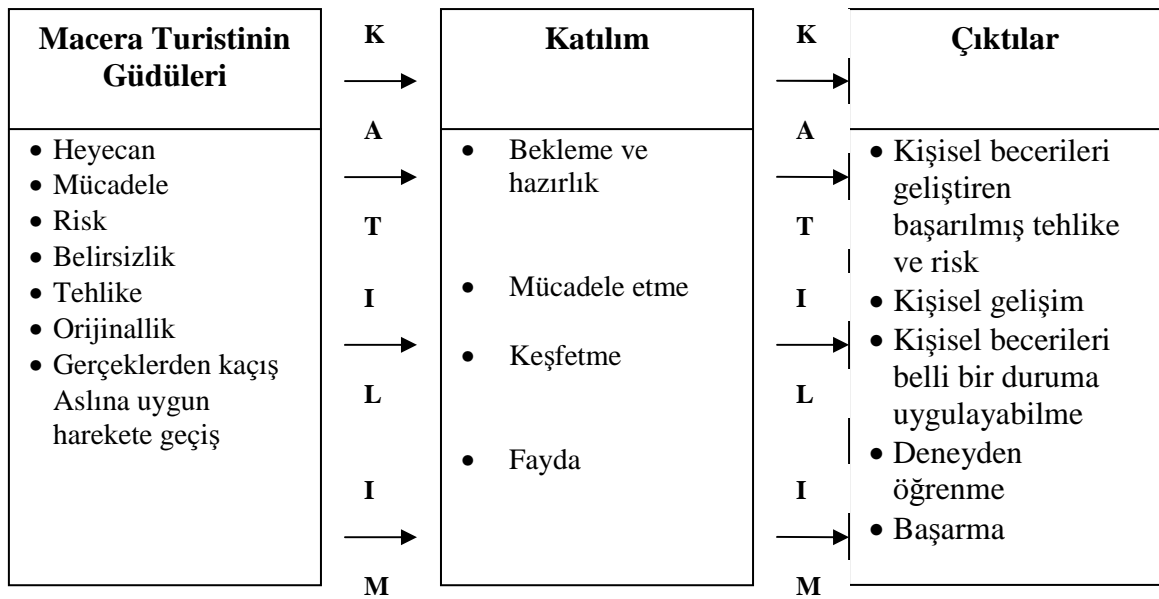 Macera Turistinin
Güdüleri
• Heyecan
• Mücadele
• Risk
• Belirsizlik
• Tehlike
• Orijinallik
• Gerçeklerden kaçış
Aslına uygun
harekete geçiş
K
A
T
I
L
I
M
Katılım
• Bekleme ve
hazırlık
• Mücadele etme
• Keşfetme
• Fayda
K
A
T
I
L
I
M
Çıktılar
• Kişisel becerileri
geliştiren
başarılmış tehlike
ve risk
• Kişisel gelişim
• Kişisel becerileri
belli bir duruma
uygulayabilme
• Deneyden
öğrenme
• Başarma